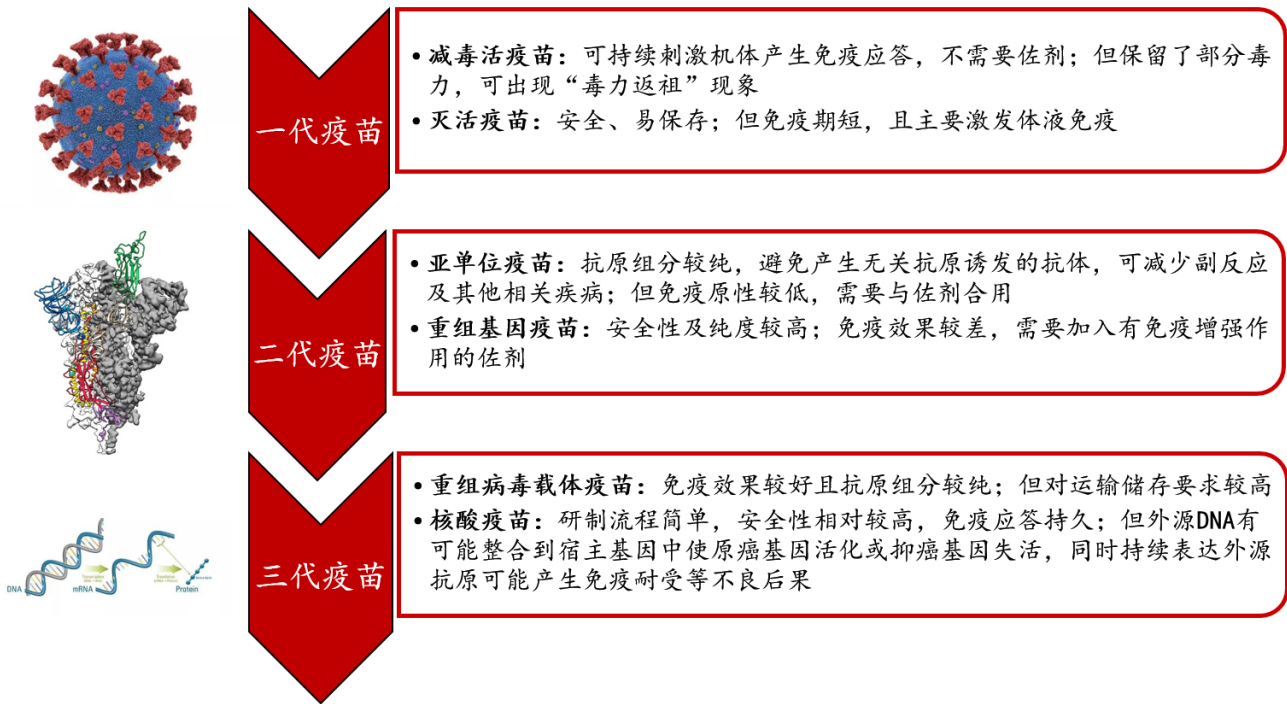 一代疫苗
• 减毒活疫苗：可持续刺激机体产生免疫应答，不需要佐剂；但保留了部分毒
力，可出现“毒力返祖”现象
• 灭活疫苗：安全、易保存；但免疫期短，且主要激发体液免疫
二代疫苗
• 亚单位疫苗：抗原组分较纯，避免产生无关抗原诱发的抗体，可减少副反应
及其他相关疾病；但免疫原性较低，需要与佐剂合用
• 重组基因疫苗：安全性及纯度较高；免疫效果较差，需要加入有免疫增强作
用的佐剂
三代疫苗
• 重组病毒载体疫苗：免疫效果较好且抗原组分较纯；但对运输储存要求较高
• 核酸疫苗：研制流程简单，安全性相对较高，免疫应答持久；但外源DNA有
可能整合到宿主基因中使原癌基因活化或抑癌基因失活，同时持续表达外源
抗原可能产生免疫耐受等不良后果
DNA
Transcription
mRNA
Translation
Protein